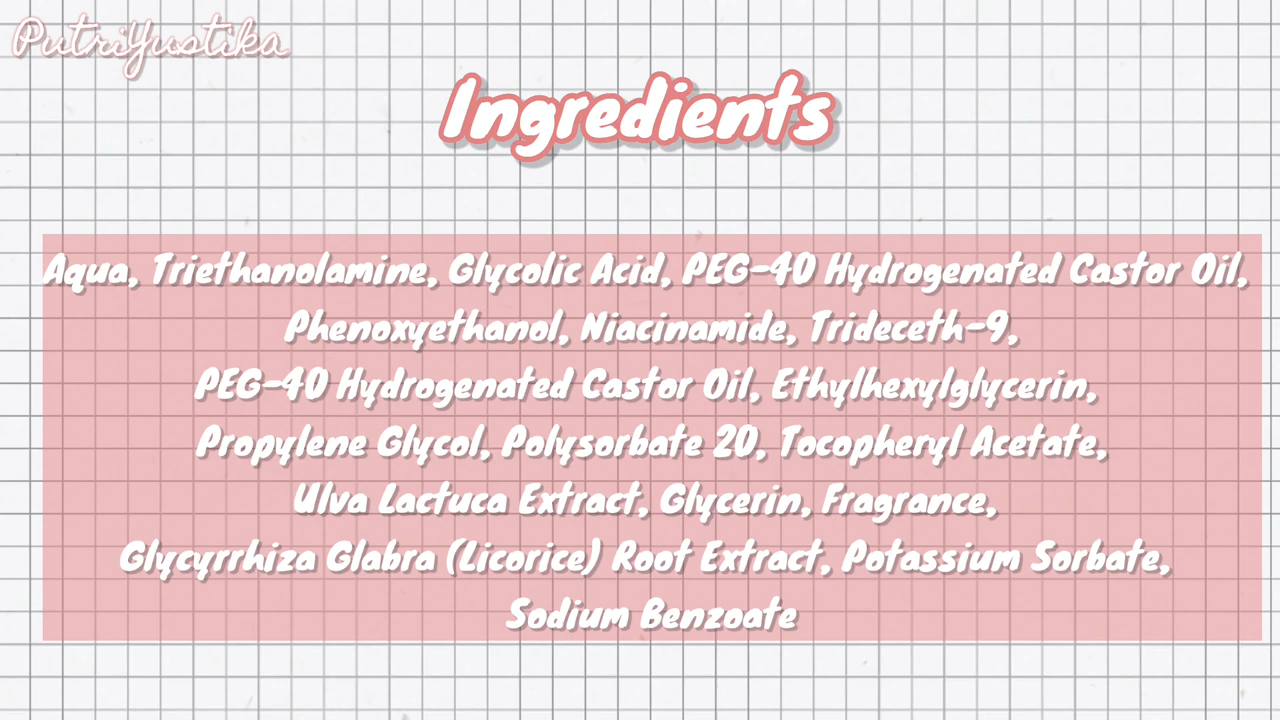 PutriYustika
Ingredients
Aqua, Triethanolamine, Glycolic Acid, PEG-40 Hydrogenated Castor Oil,
Phenoxyethanol, Niacinamide, Trideceth-9,
PEG-40 Hydrogenated Castor Oil, Ethylhexylglycerin,
Propylene Glycol, Polysorbate 20, Tocopheryl Acetate,
Ulva Lactuca Extract, Glycerin, Fragrance,
Glycyrrhiza Glabra (Licorice) Root Extract, Potassium Sorbate,
Sodium Benzoate